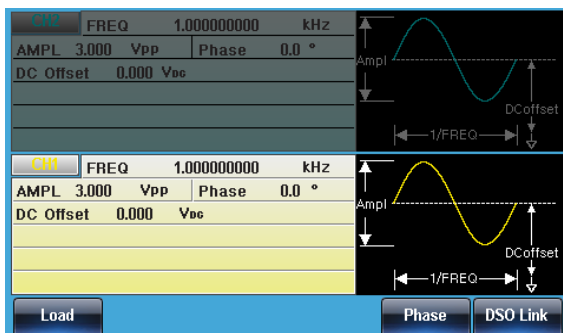 CH2 FREQ 1.000000000 kHz
AMPL 3.000 Vpp Phase 0.0 °
DC Offset 0.000 VDC
Ampl
DCoffset
1/FREQ
CH1 FREQ 1.000000000 kHz
AMPL 3.000 Vpp Phase 0.0 °
DC Offset 0.000 VDC
Ampl
DCoffset
1/FREQ
Load Phase DSO Link